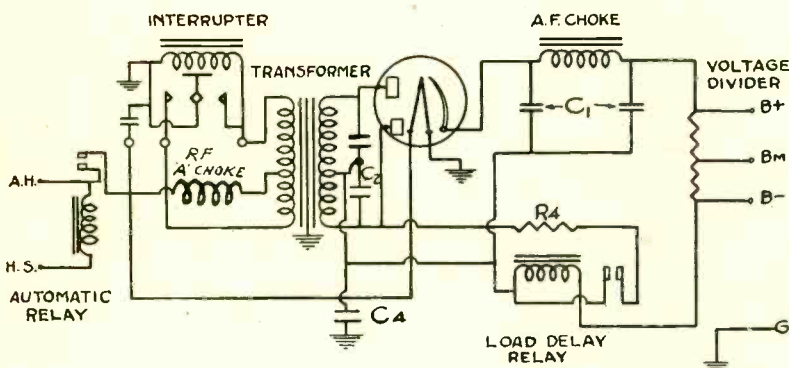 INTERRUPTER
A.F. CHOKE
TRANSFORMER
VOLTAGE
DIVIDER
C1
B+
RF
"A" CHOKE
C2
BM
A.H.
B-
R4
H.S.
AUTOMATIC
RELAY
C4
LOAD DELAY
RELAY
G